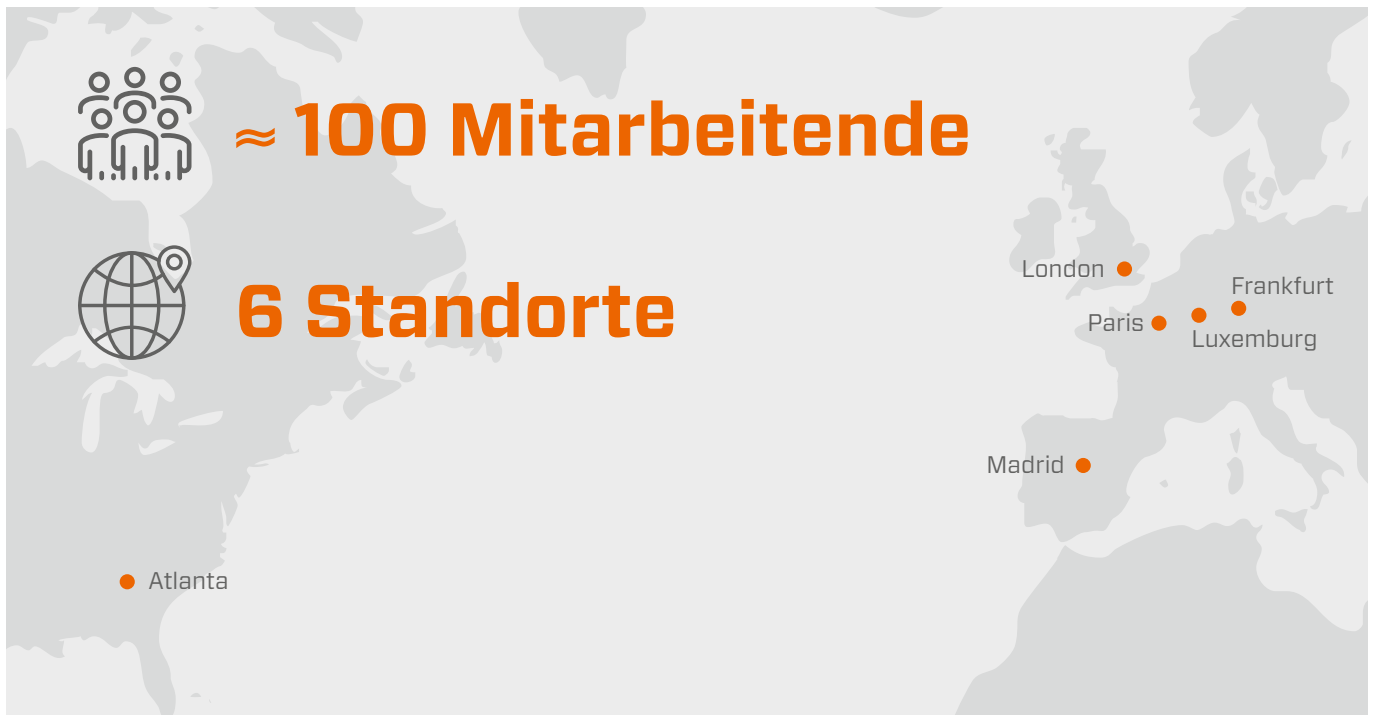 ≈ 100 Mitarbeitende
6 Standorte
London
Frankfurt
Paris
Luxemburg
Madrid
Atlanta